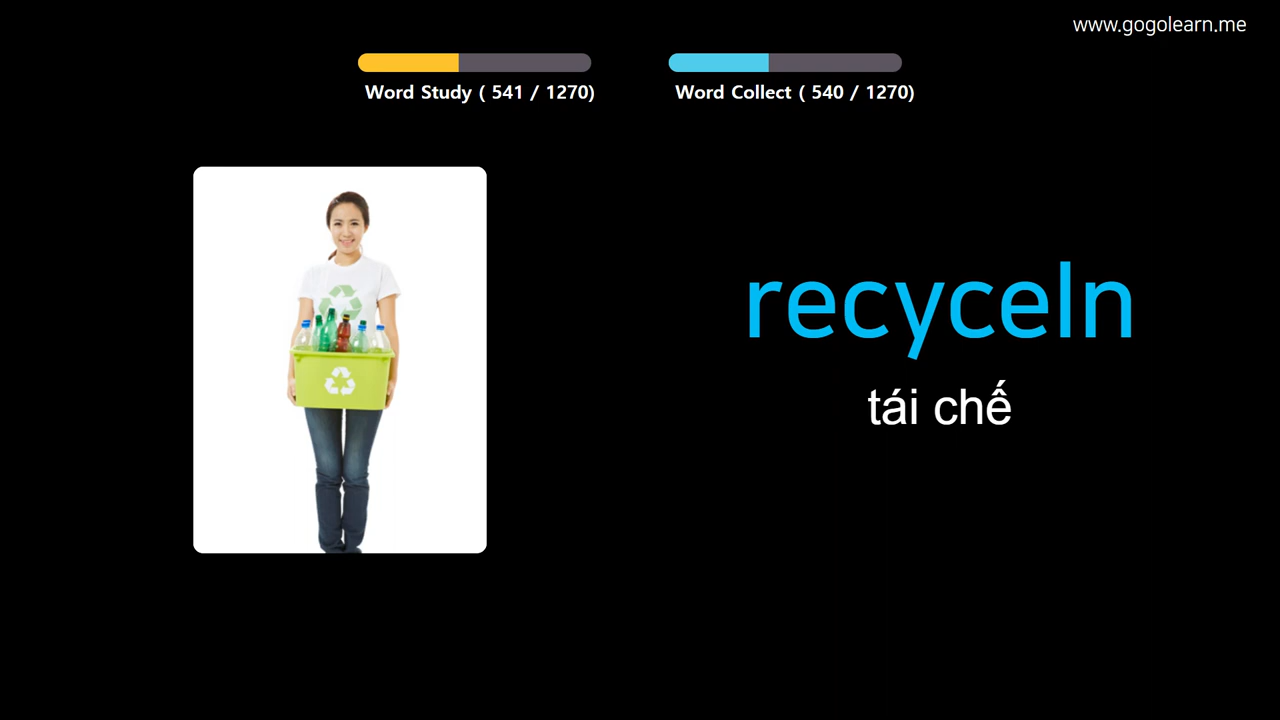 www.gogolearn.me
Word Study ( 541 / 1270)
Word Collect ( 540 / 1270)
recyceln
tái chế